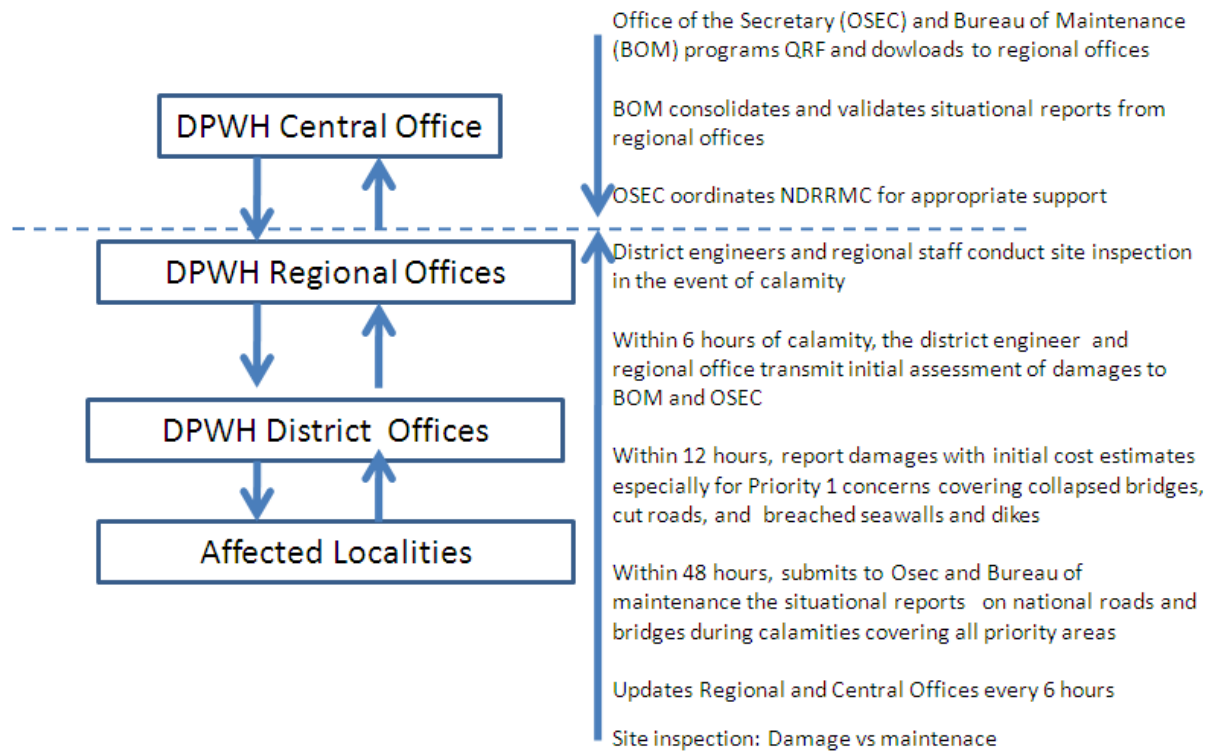 Office of the Secretary (OSEC) and Bureau of Maintenance
(BOM) programs QRF and dowloads to regional offices
BOM consolidates and validates situational reports from
regional offices
OSEC oordinates NDRRMC for appropriate support
DPWH Central Office
DPWH Regional Offices
DPWH District Offices
Affected Localities
District engineers and regional staff conduct site inspection
in the event of calamity
Within 6 hours of calamity, the district engineer and
regional office transmit initial assessment of damages to
BOM and OSEC
Within 12 hours, report damages with initial cost estimates
especially for Priority 1 concerns covering collapsed bridges,
cut roads, and breached seawalls and dikes
Within 48 hours, submits to Osec and Bureau of
maintenance the situational reports on national roads and
bridges during calamities covering all priority areas
Updates Regional and Central Offices every 6 hours
Site inspection: Damage vs maintenace